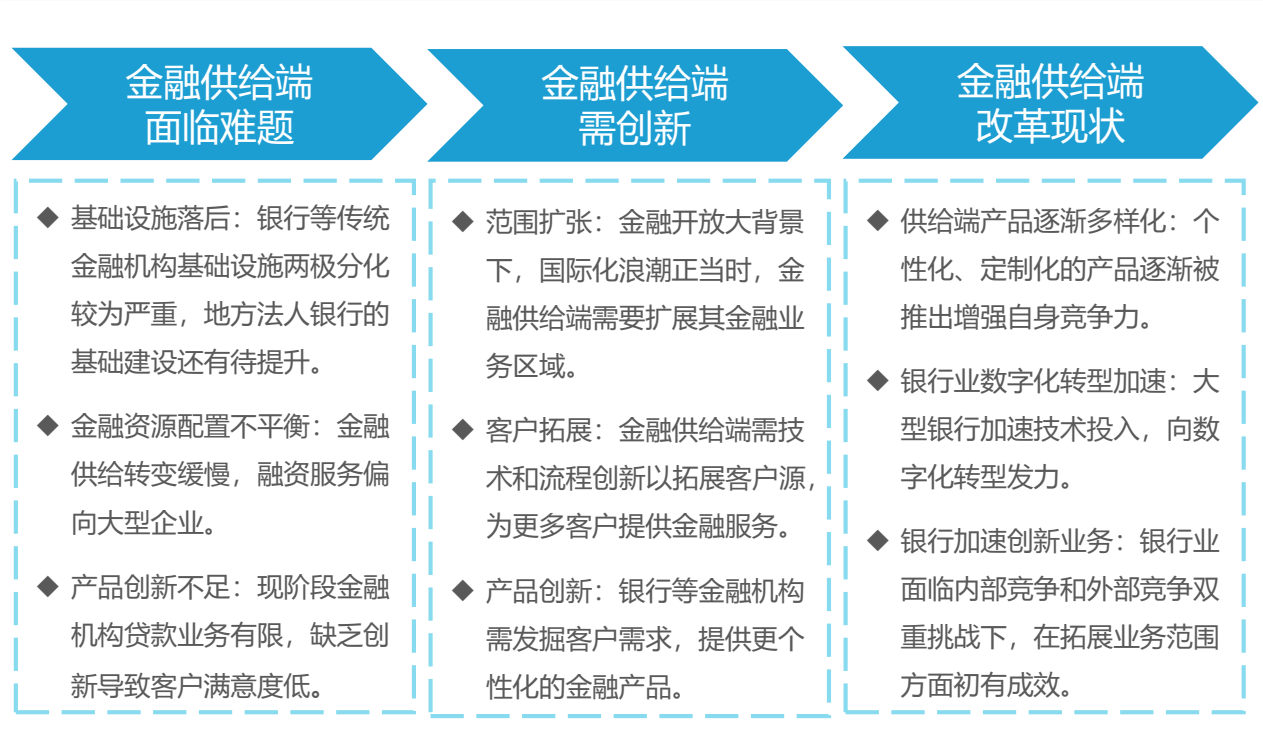 金融供给端
面临难题
◆ 基础设施落后：银行等传统
金融机构基础设施两极分化
较为严重，地方法人银行的
基础建设还有待提升。
◆ 金融资源配置不平衡：金融
供给转变缓慢，融资服务偏
向大型企业。
◆ 产品创新不足：现阶段金融
机构贷款业务有限，缺乏创
新导致客户满意度低。
金融供给端
需创新
◆ 范围扩张：金融开放大背景
下，国际化浪潮正当时，金
融供给端需要扩展其金融业
务区域。
◆ 客户拓展：金融供给端需技
术和流程创新以拓展客户源，
为更多客户提供金融服务。
◆ 产品创新：银行等金融机构
需发掘客户需求，提供更个
性化的金融产品。
金融供给端
改革现状
◆ 供给端产品逐渐多样化：个
性化、定制化的产品逐渐被
推出增强自身竞争力。
◆ 银行业数字化转型加速：大
型银行加速技术投入，向数
字化转型发力。
◆ 银行加速创新业务：银行业
面临内部竞争和外部竞争双
重挑战下，在拓展业务范围
方面初有成效。